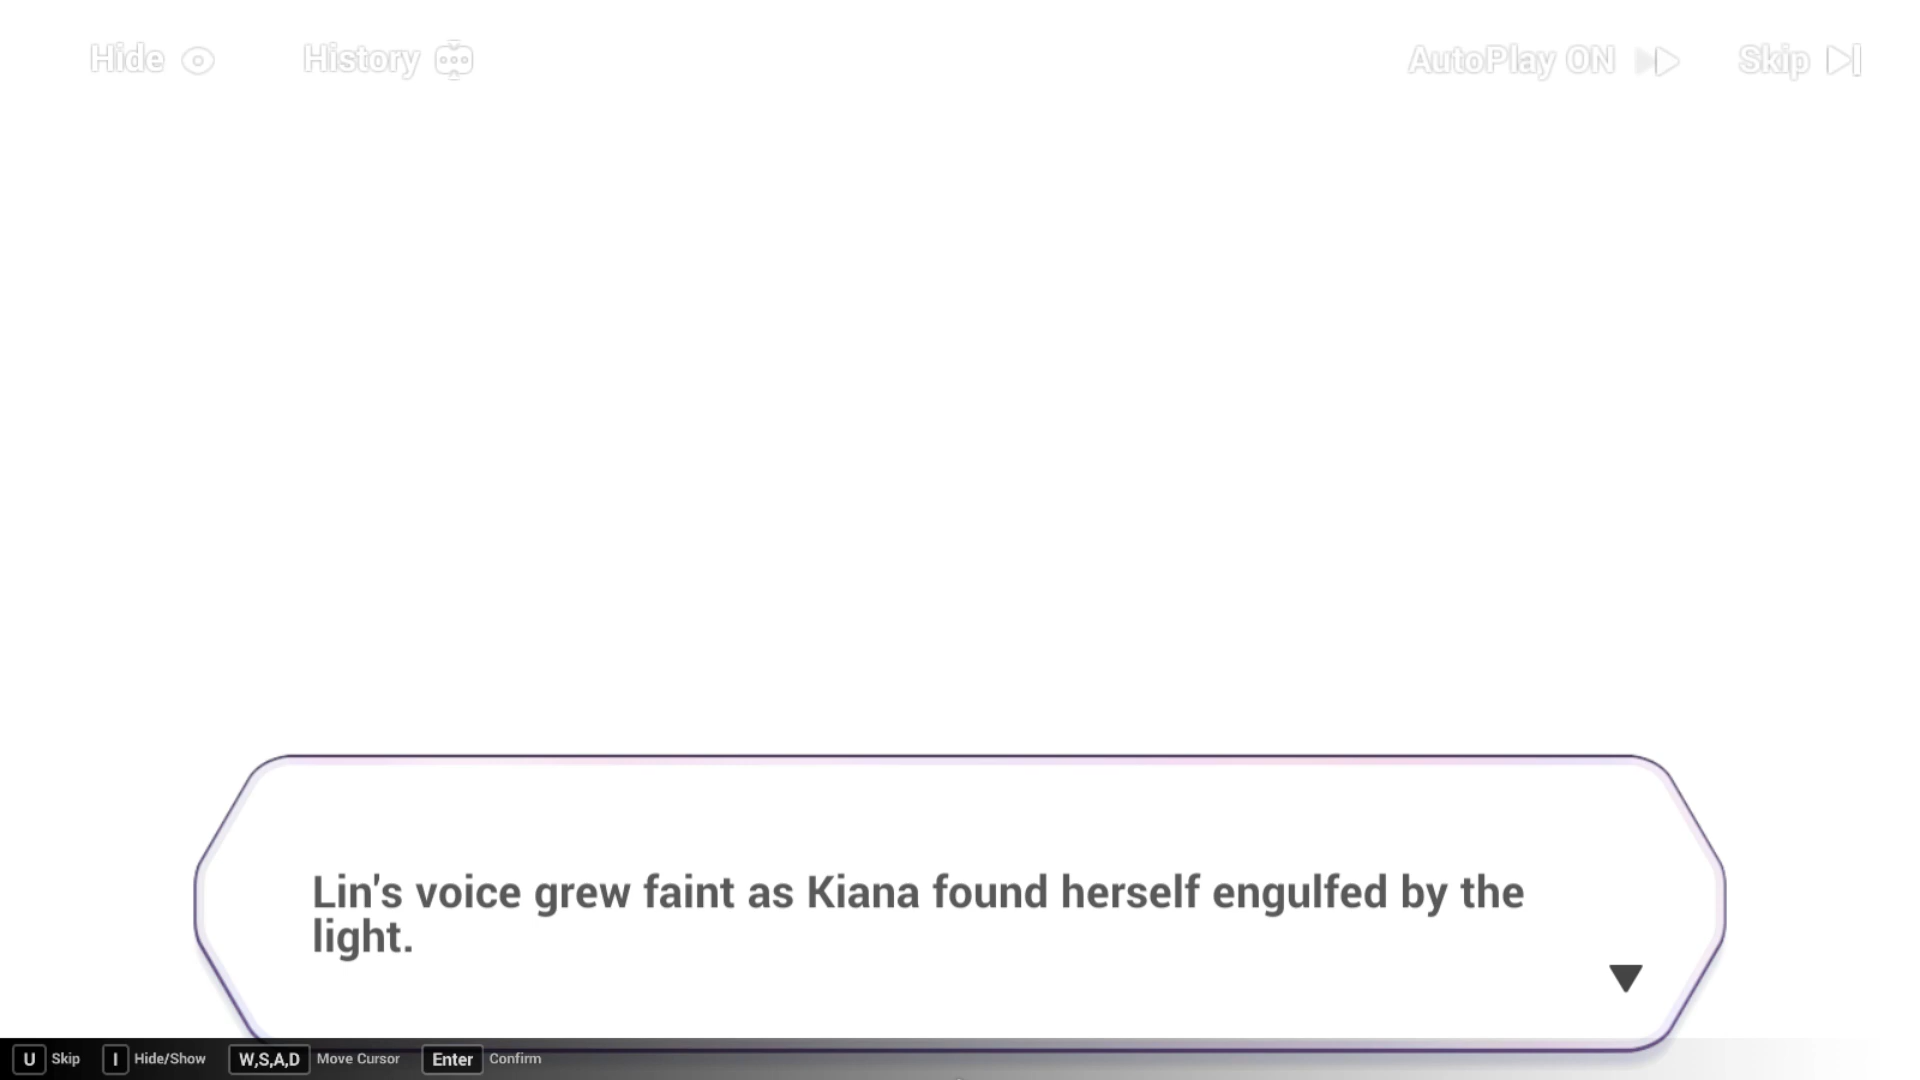 Hide
History
AutoPlay ON
Skip
Lin's voice grew faint as Kiana found herself engulfed by the
light.
U Skip I Hide/Show W,S,A,D Move Cursor Enter Confirm